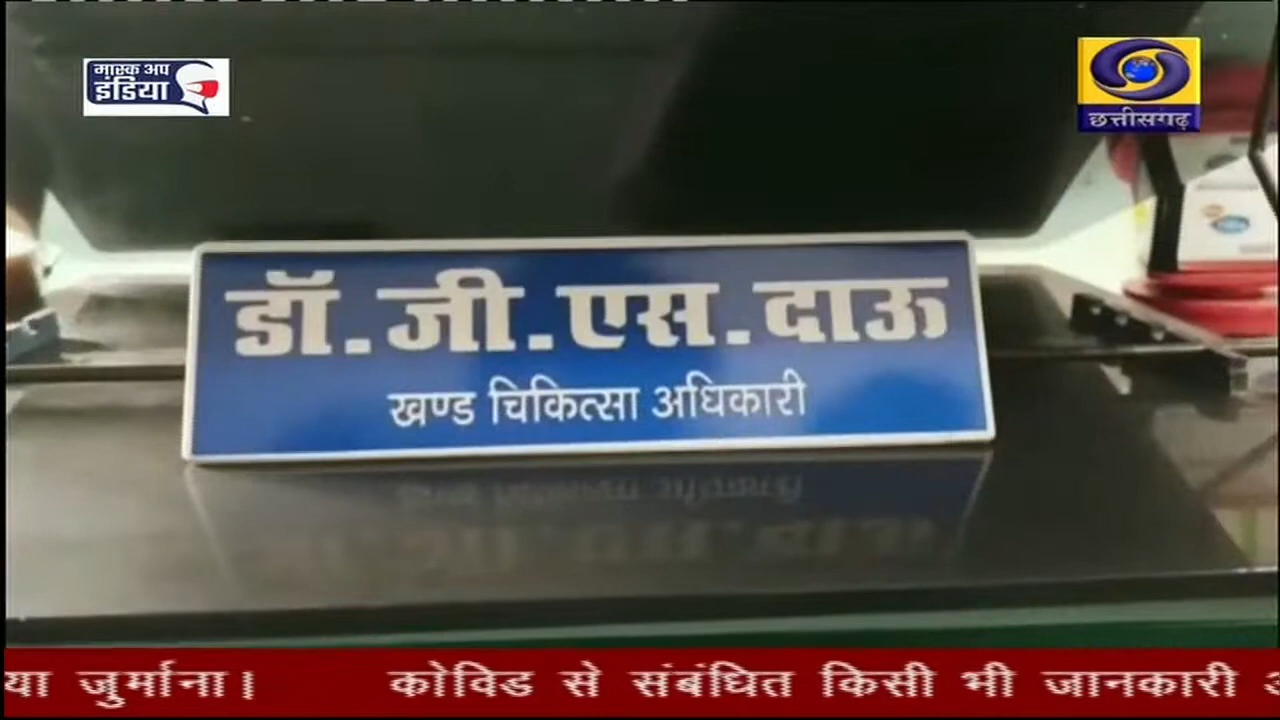 मास्क अप
इंडिया
छत्तीसगढ़
डॉ.जी.एस.दाऊ
खण्ड चिकित्सा अधिकारी
या जुर्माना।
कोविड से संबंधित किसी भी जानकारी